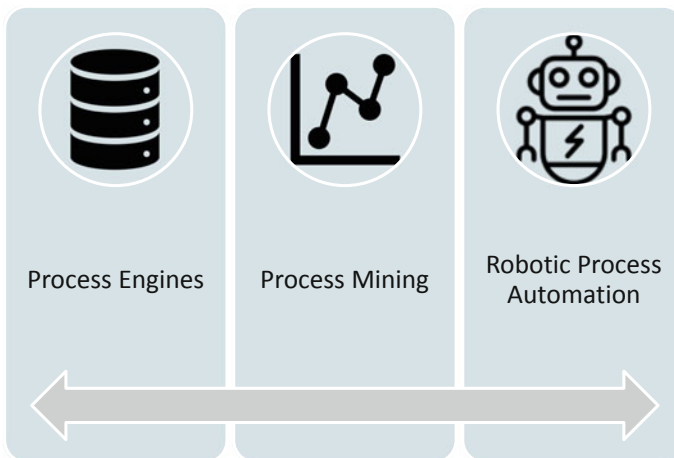 Process Engines
Process Mining
Robotic Process
Automation